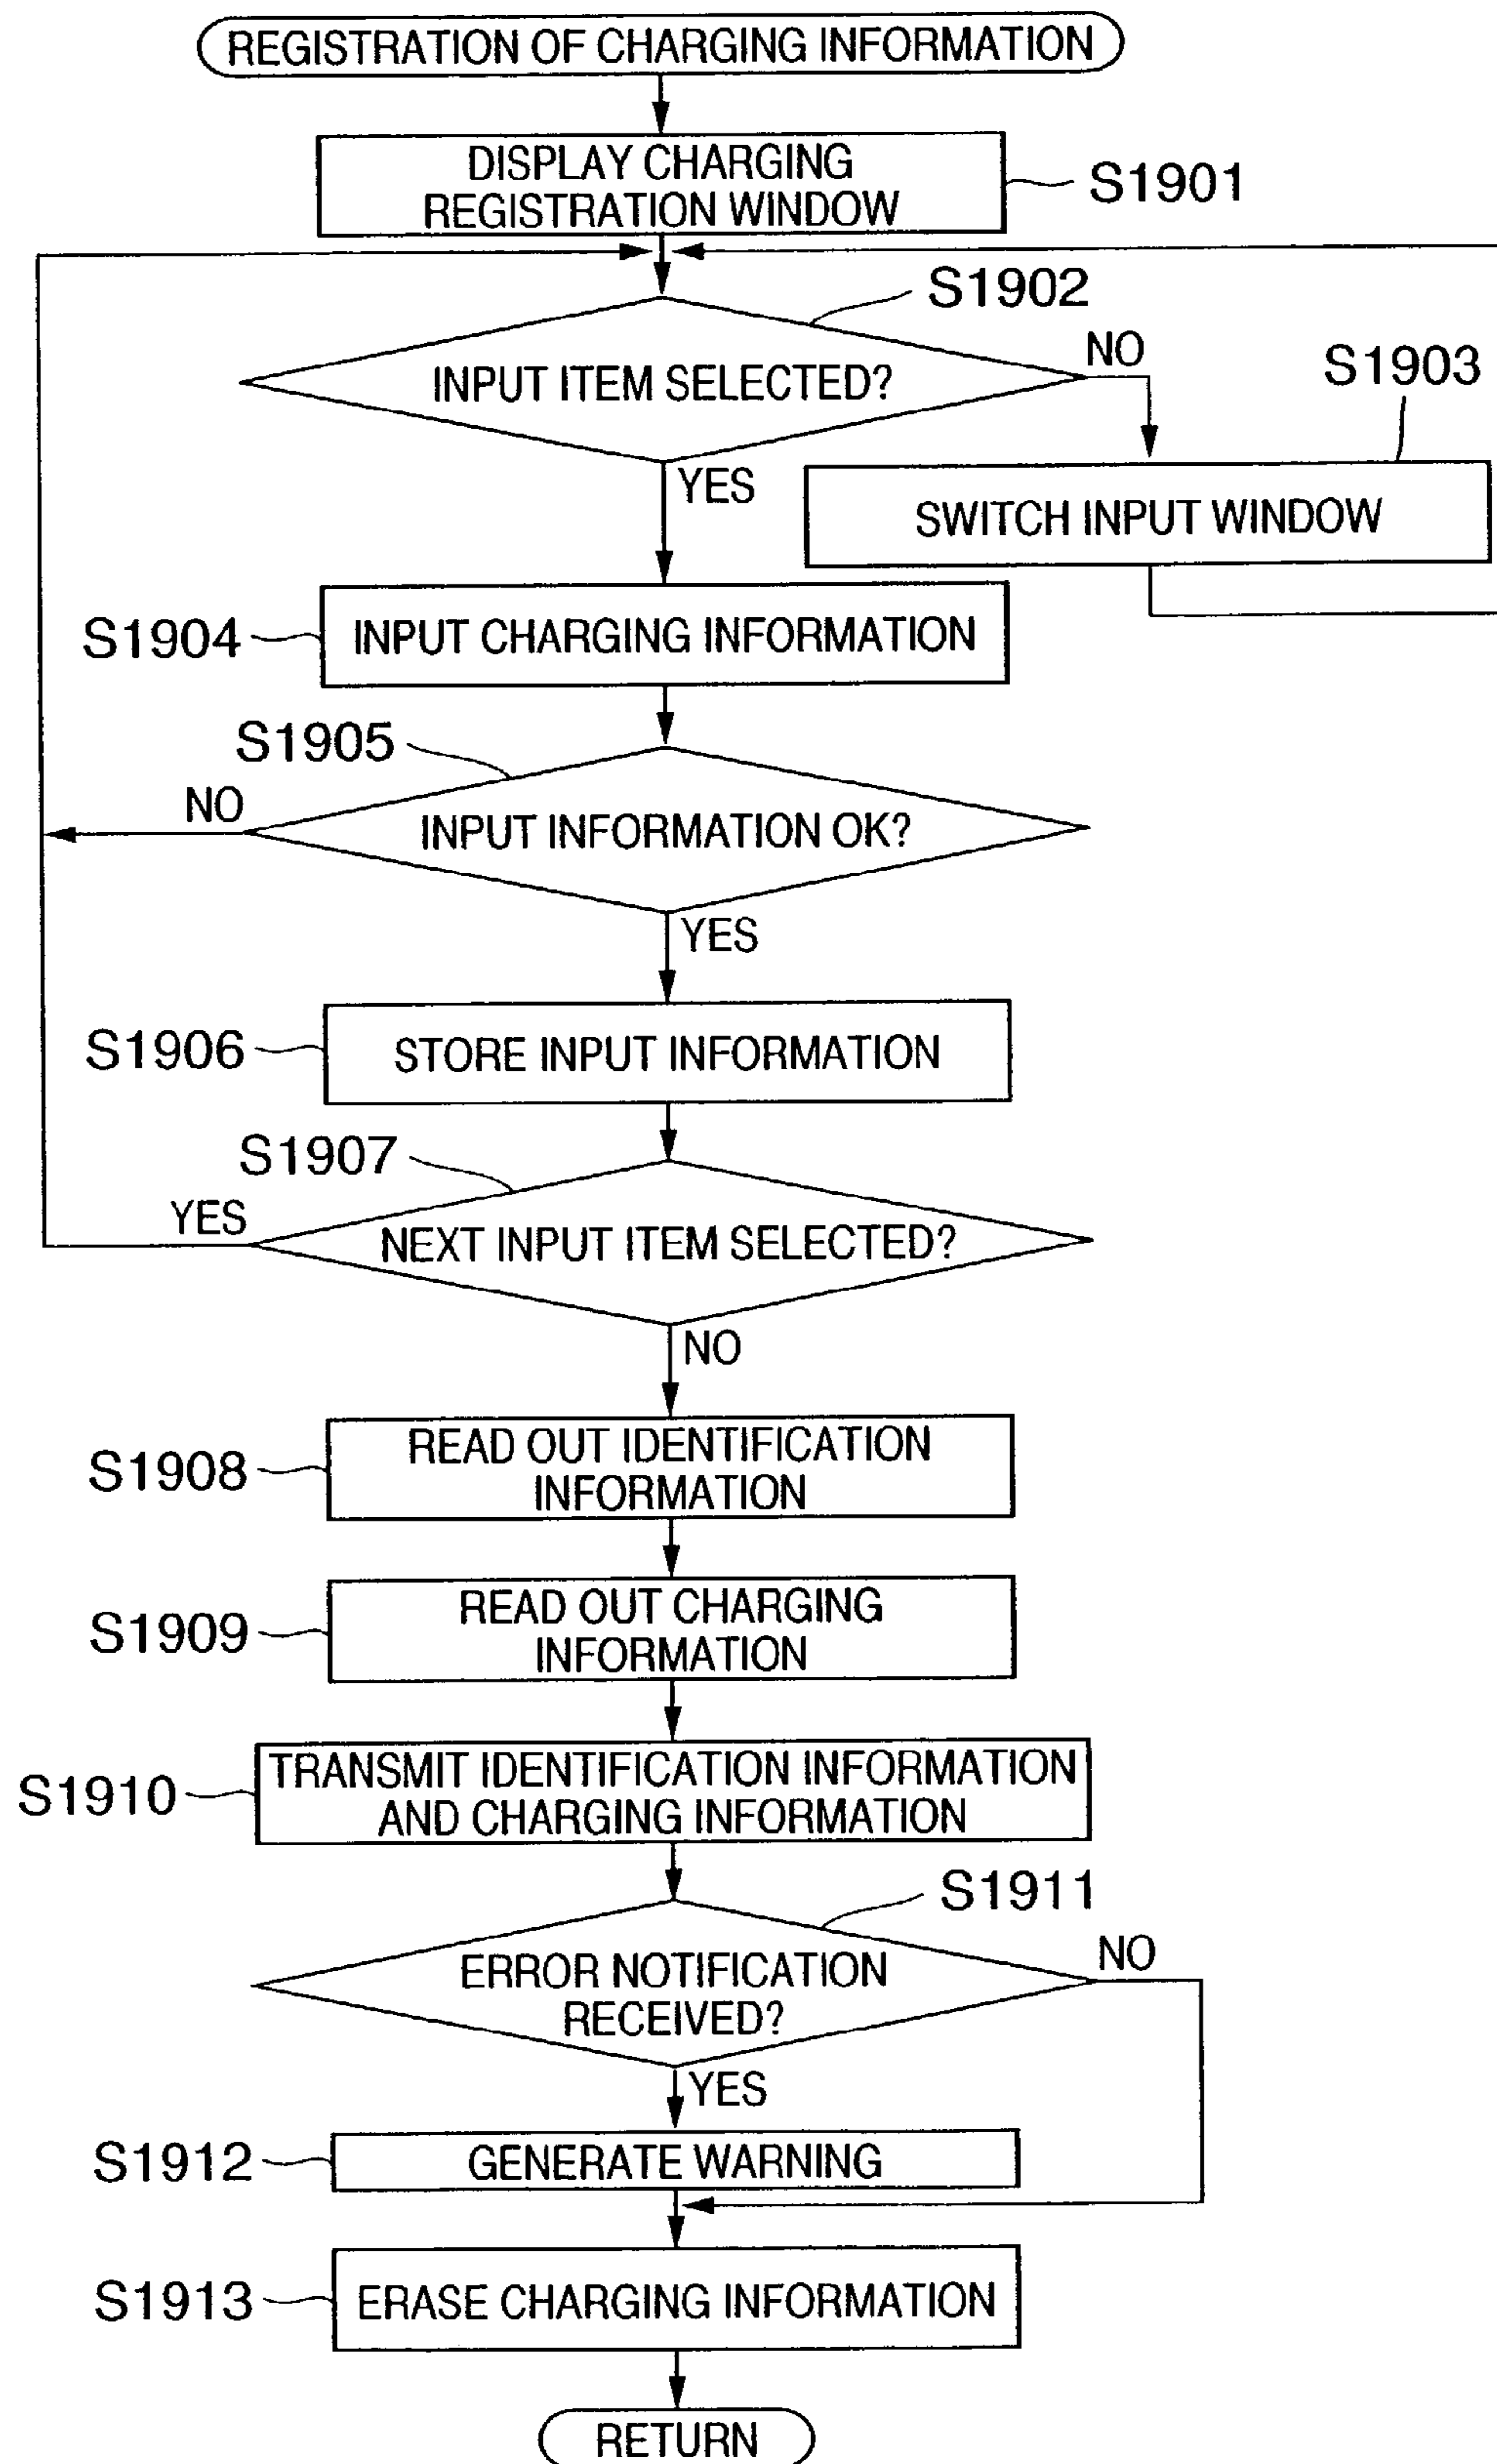 REGISTRATION OF CHARGING INFORMATION
DISPLAY CHARGING
REGISTRATION WINDOW
S1901
S1902
INPUT ITEM SELECTED?
NO
S1903
YES
SWITCH INPUT WINDOW
S1904
INPUT CHARGING INFORMATION
S1905
NO
INPUT INFORMATION OK?
YES
S1906
STORE INPUT INFORMATION
S1907
YES
NEXT INPUT ITEM SELECTED?
NO
S1908
READ OUT IDENTIFICATION
INFORMATION
S1909
READ OUT CHARGING
INFORMATION
S1910
TRANSMIT IDENTIFICATION INFORMATION
AND CHARGING INFORMATION
S1911
ERROR NOTIFICATION
RECEIVED?
NO
YES
S1912
GENERATE WARNING
S1913
ERASE CHARGING INFORMATION
RETURN